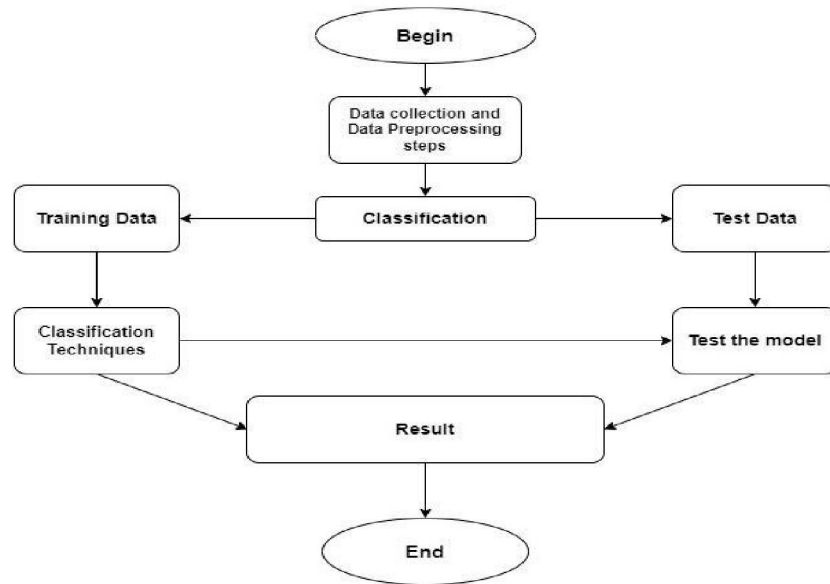 Begin
Data collection and
Data Preprocessing
steps
Training Data
Classification
Test Data
Classification
Techniques
Test the model
Result
End